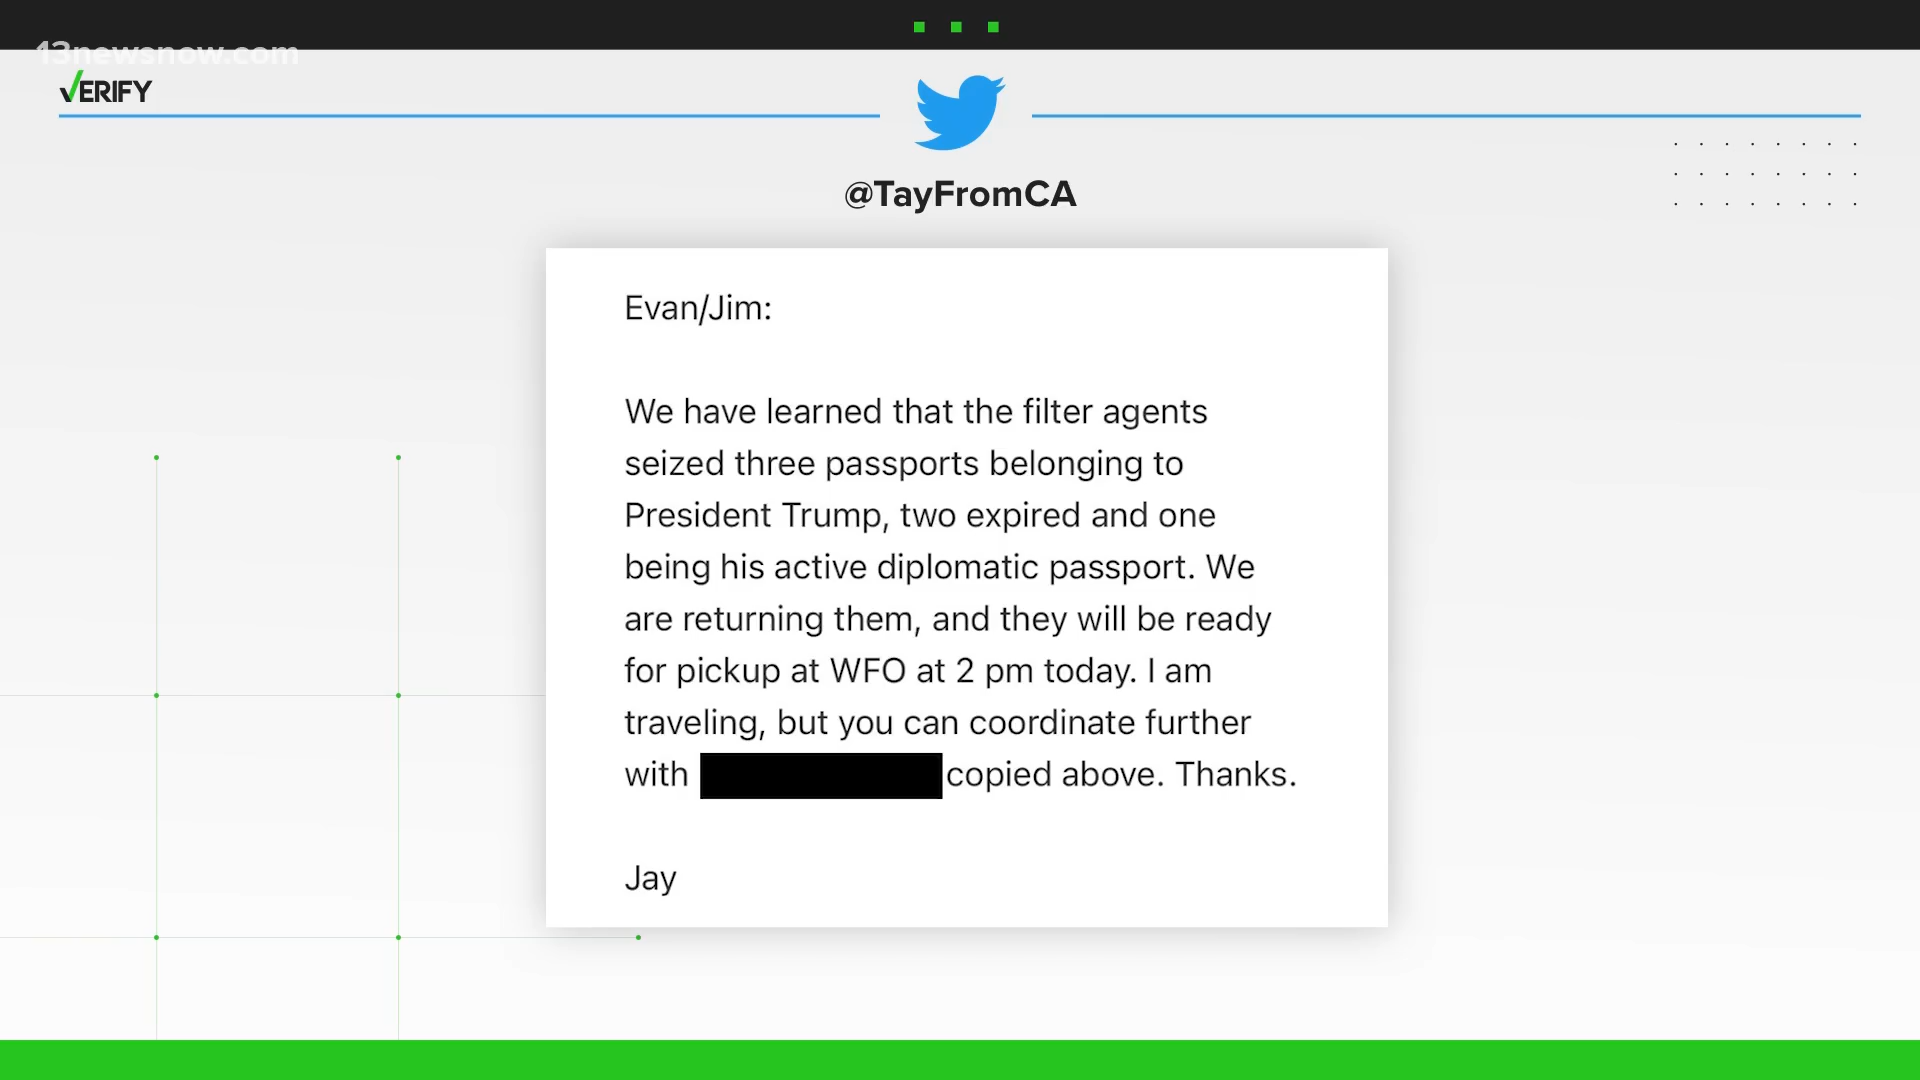 13newsnow.com
VERIFY
@TayFromCA
Evan/Jim:
We have learned that the filter agents
seized three passports belonging to
President Trump, two expired and one
being his active diplomatic passport. We
are returning them, and they will be ready
for pickup at WFO at 2 pm today. I am
traveling, but you can coordinate further
with copied above. Thanks.
Jay